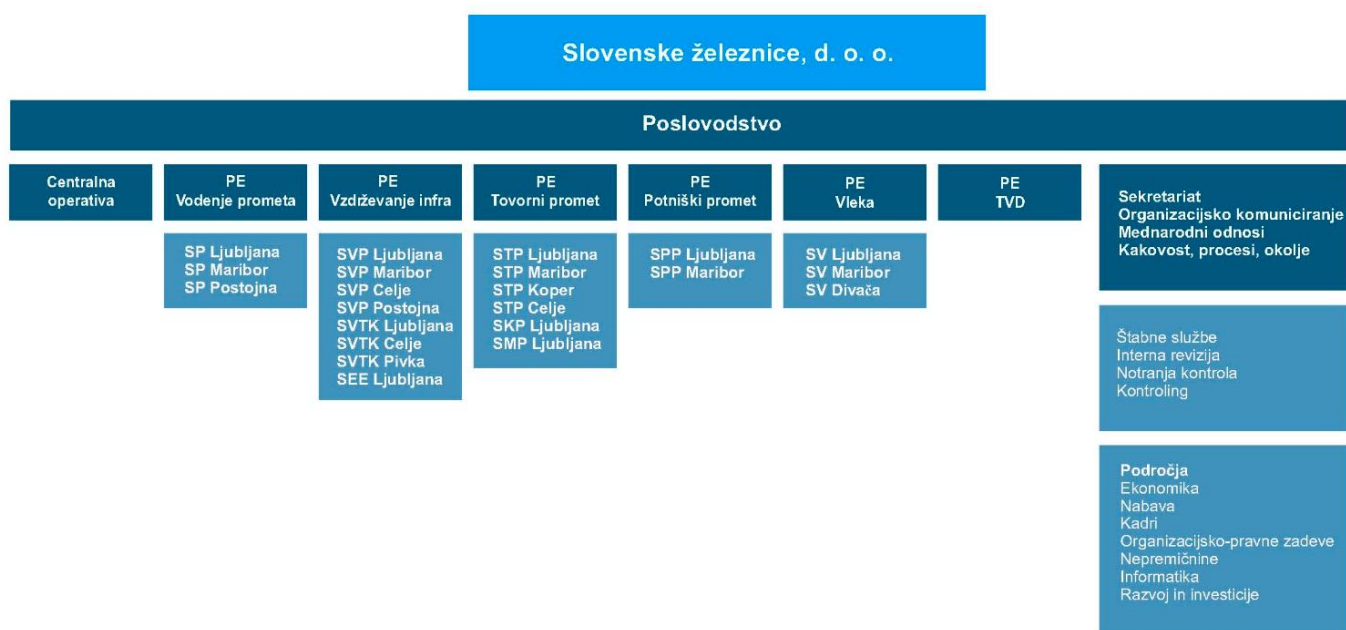 Slovenske železnice, d. o. o.
Poslovodstvo
Centralna
operativa
PE
Vodenje prometa
SP Ljubljana
SP Maribor
SP Postojna
PE
Vzdrževanje infra
SVP Ljubljana
SVP Maribor
SVP Celje
SVP Postojna
SVTK Ljubljana
SVTK Celje
SVTK Pivka
SEE Ljubljana
PE
Tovorni promet
STP Ljubljana
STP Maribor
STP Koper
STP Celje
SKP Ljubljana
SMP Ljubljana
PE
Potniški promet
SPP Ljubljana
SPP Maribor
PE
Vleka
SV Ljubljana
SV Maribor
SV Divača
PE
TVD
Sekretariat
Organizacijsko komuniciranje
Mednarodni odnosi
Kakovost, procesi, okolje
Štabne službe
Interna revizija
Notranja kontrola
Kontroling
Področja
Ekonomika
Nabava
Kadri
Organizacijsko-pravne zadeve
Nepremičnine
Informatika
Razvoj in investicije